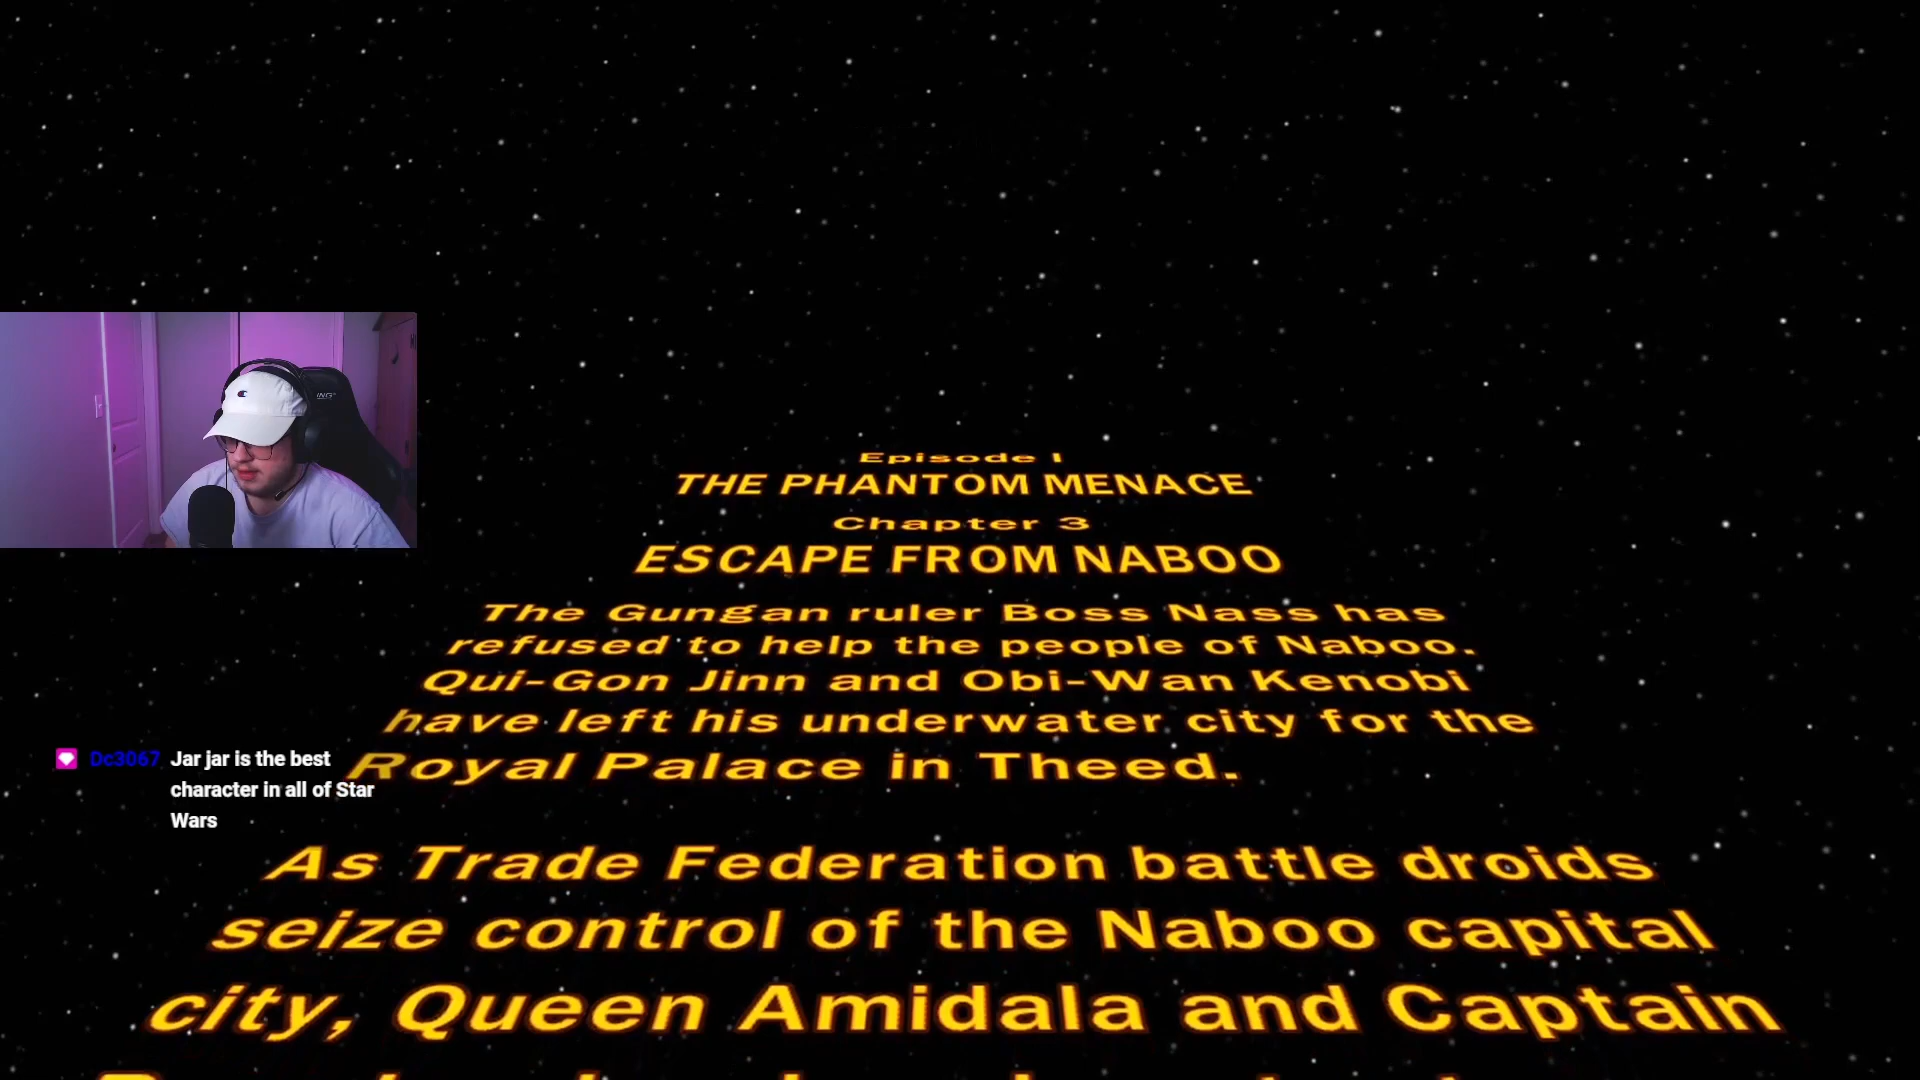 Episode I
THE PHANTOM MENACE
Chapter 3
ESCAPE FROM NABOO
The Gungan ruler Boss Nass has
refused to help the people of Naboo.
Qui-Gon Jinn and Obi-Wan Kenobi
have left his underwater city for the
Royal Palace in Theed.
As Trade Federation battle droids
seize control of the Naboo capital
city, Queen Amidala and Captain
Dc3067 Jar jar is the best
character in all of Star
Wars